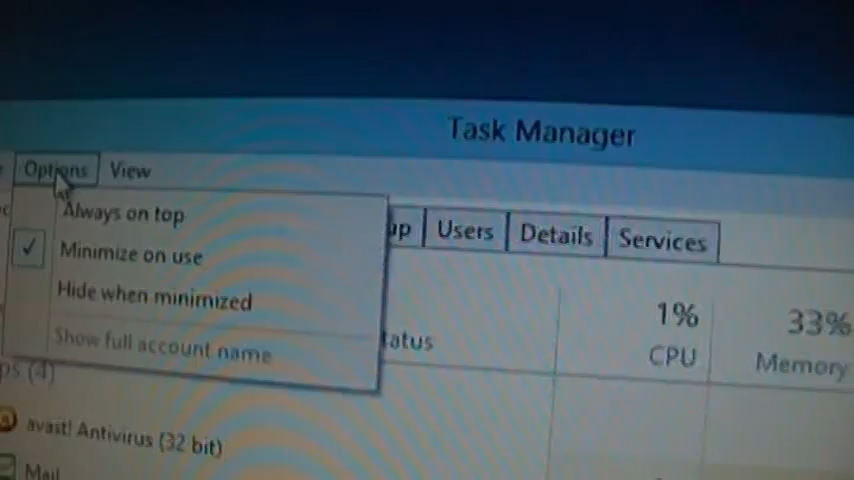 Task Manager
Options View
Always on top
Minimize on use
Hide when minimized
Show full account name
Users Details Services
1% 33%
CPU Memory
avast! Antivirus (32 bit)
Mail